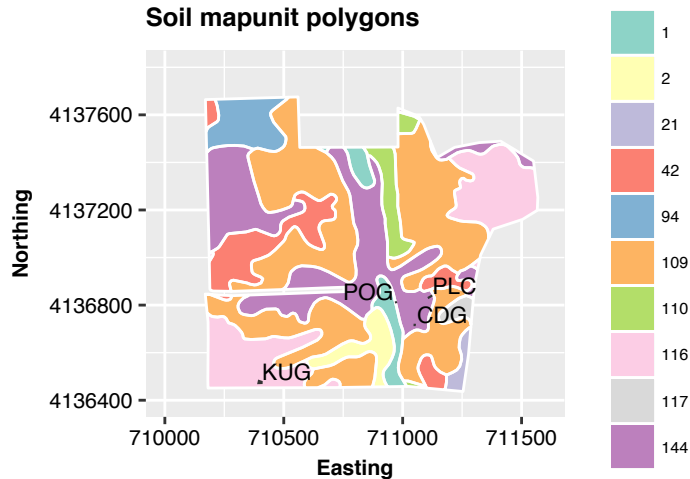 Soil mapunit polygons
1
2
21
42
94
109
110
116
117
144
4137600
4137200
4136800
4136400
Northing
POG
PLC
CDG
KUG
710000 710500 711000 711500
Easting